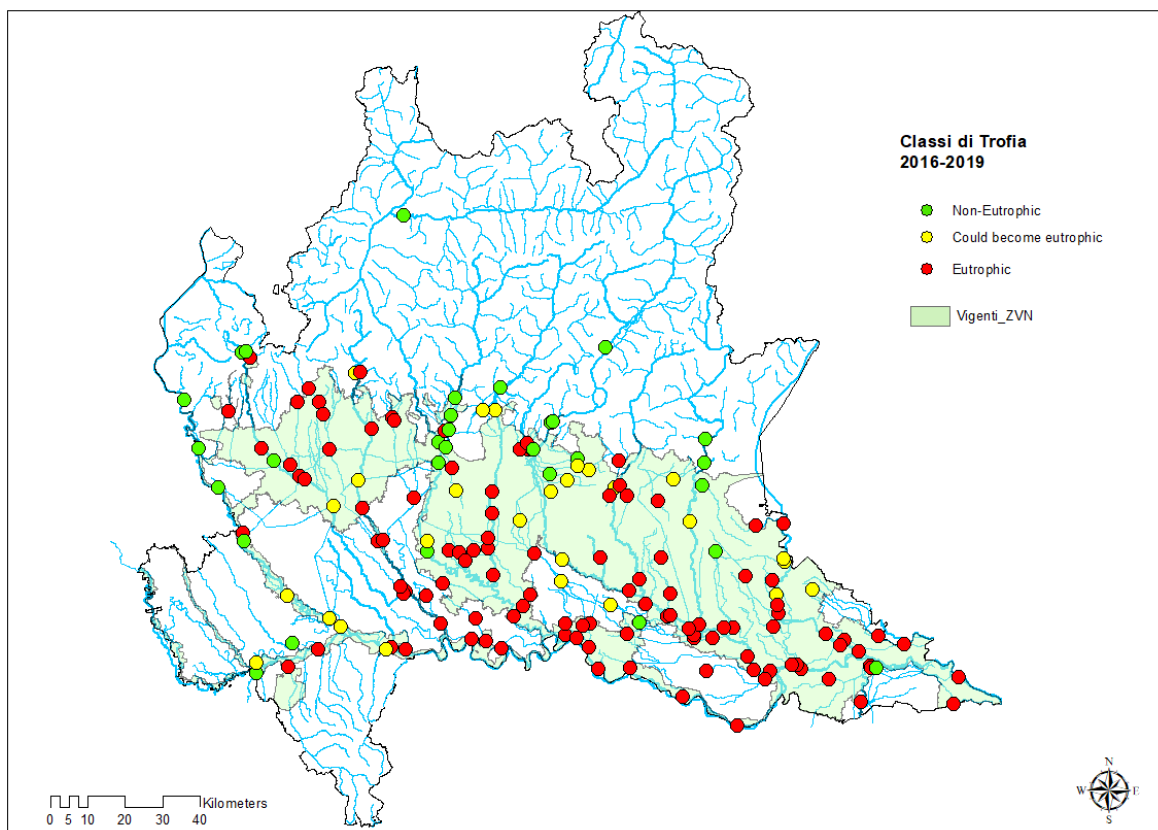 Classi di Trofia
2016-2019
Non-Eutrophic
Could become eutrophic
Eutrophic
Vigenti_ZVN
Kilometers
0 5 10 20 30 40
N
W E
S